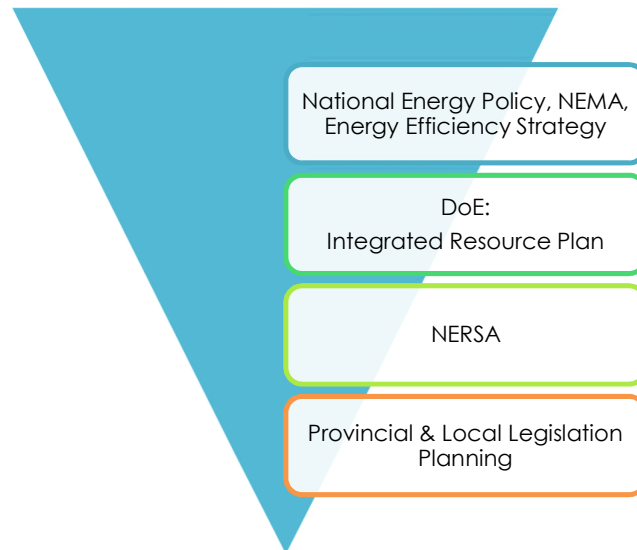 National Energy Policy, NEMA,
Energy Efficiency Strategy
DoE:
Integrated Resource Plan
NERSA
Provincial & Local Legislation
Planning